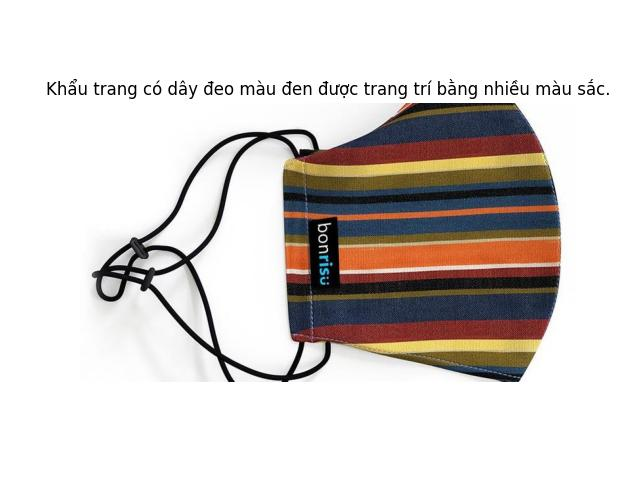 Khẩu trang có dây đeo màu đen được trang trí bằng nhiều màu sắc.
bonrisu